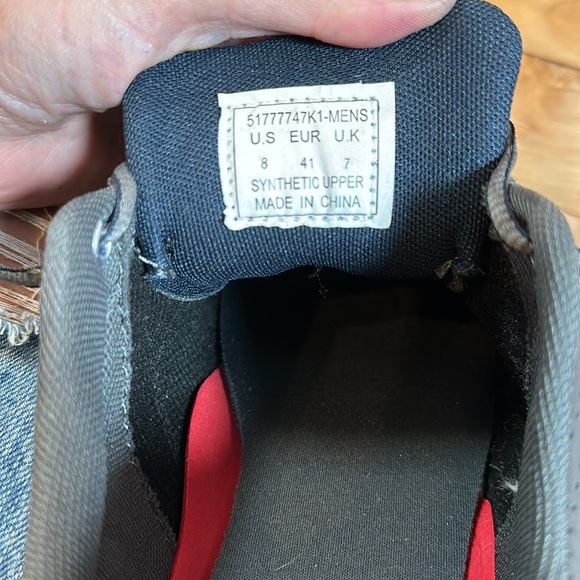 51777747K1-MENS
U.S EUR U.K
8 41 7
SYNTHETIC UPPER
MADE IN CHINA